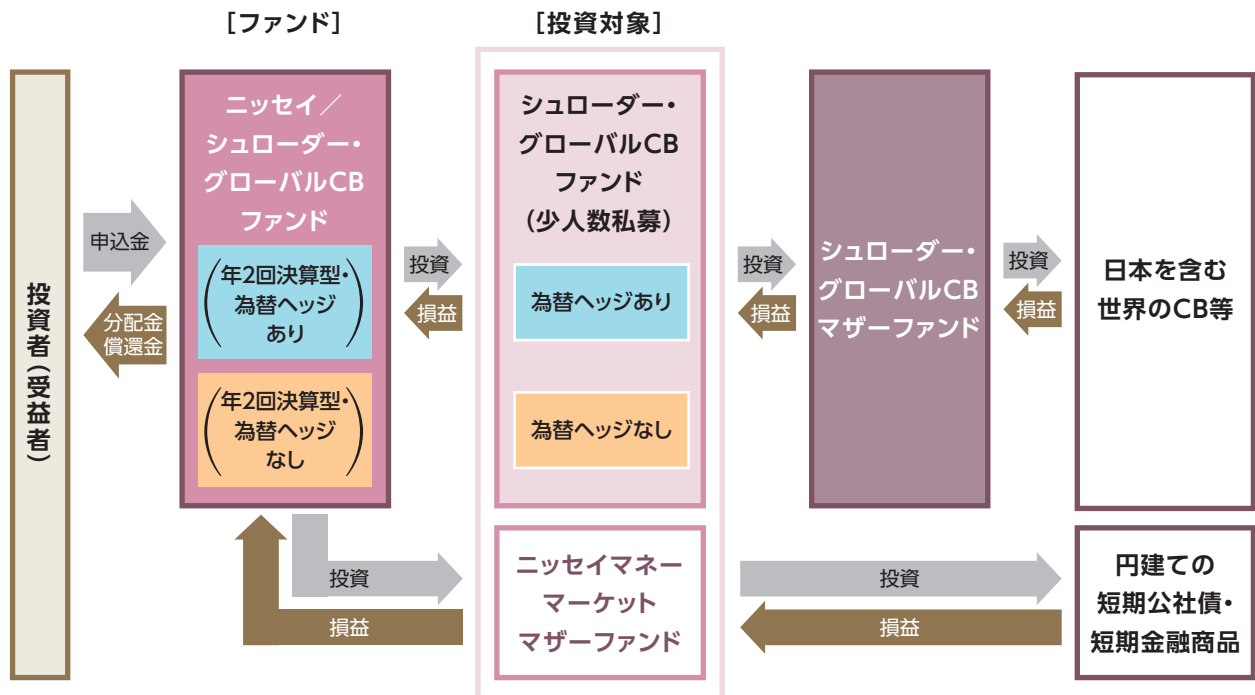 ［ファンド］
［投資対象］
投資者（受益者）
申込金
分配金
償還金
ニッセイ／
シュローダー・
グローバルCB
ファンド
年2回決算型・
為替ヘッジ
あり
年2回決算型・
為替ヘッジ
なし
投資
損益
シュローダー・
グローバルCB
ファンド
（少人数私募）
為替ヘッジあり
為替ヘッジなし
投資
損益
シュローダー・
グローバルCB
マザーファンド
投資
損益
日本を含む
世界のCB等
投資
損益
ニッセイマネー
マーケット
マザーファンド
投資
損益
円建ての
短期公社債・
短期金融商品